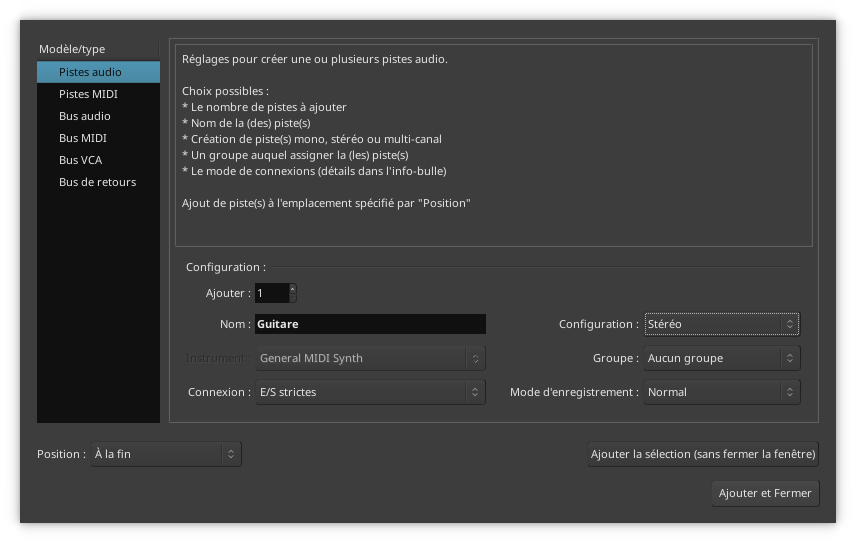 Modèle/type
Pistes audio
Pistes MIDI
Bus audio
Bus MIDI
Bus VCA
Bus de retours
Réglages pour créer une ou plusieurs pistes audio.
Choix possibles :
* Le nombre de pistes à ajouter
* Nom de la (des) piste(s)
* Création de piste(s) mono, stéréo ou multi-canal
* Un groupe auquel assigner la (les) piste(s)
* Le mode de connexions (détails dans l'info-bulle)
Ajout de piste(s) à l'emplacement spécifié par "Position"
Configuration :
Ajouter : 1
Nom : Guitare Configuration : Stéréo
Instrument : General MIDI Synth Groupe : Aucun groupe
Connexion : E/S strictes Mode d'enregistrement : Normal
Position : À la fin Ajouter la sélection (sans fermer la fenêtre)
Ajouter et Fermer